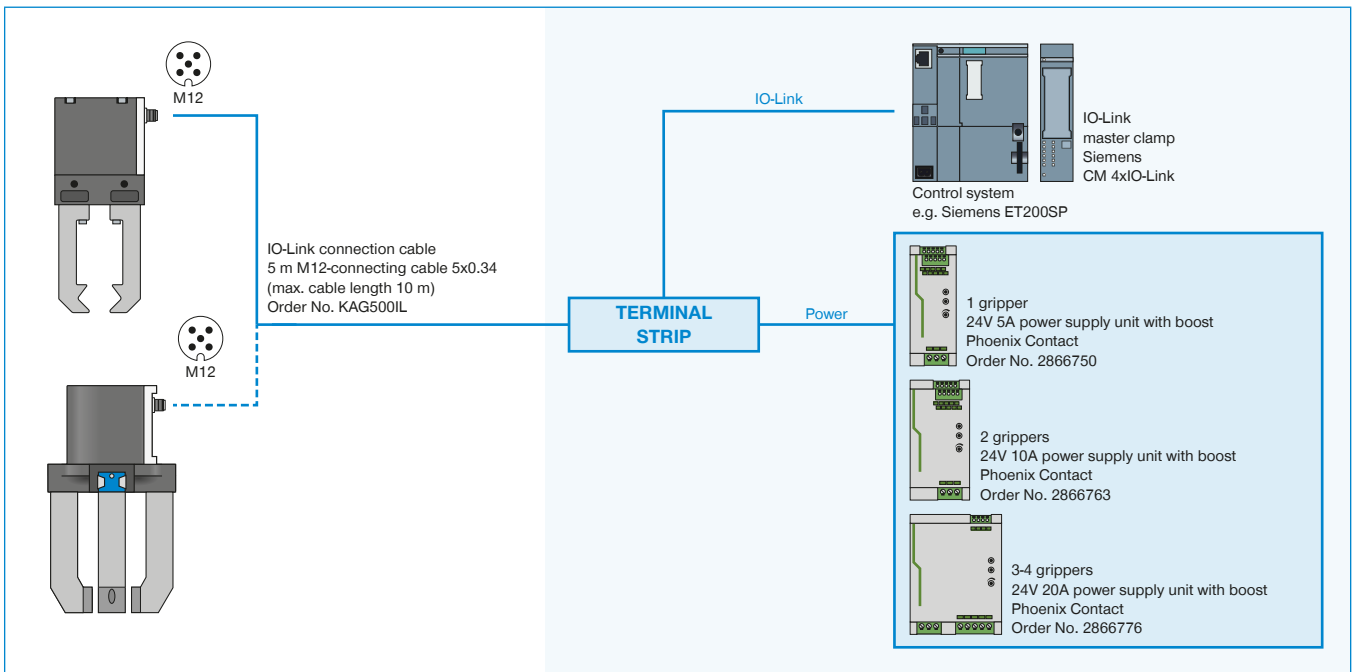 M12
IO-Link connection cable
5 m M12-connecting cable 5x0.34
(max. cable length 10 m)
Order No. KAG500IL
M12
TERMINAL
STRIP
IO-Link
Power
Control system
e.g. Siemens ET200SP
IO-Link
master clamp
Siemens
CM 4xIO-Link
1 gripper
24V 5A power supply unit with boost
Phoenix Contact
Order No. 2866750
2 grippers
24V 10A power supply unit with boost
Phoenix Contact
Order No. 2866763
3-4 grippers
24V 20A power supply unit with boost
Phoenix Contact
Order No. 2866776